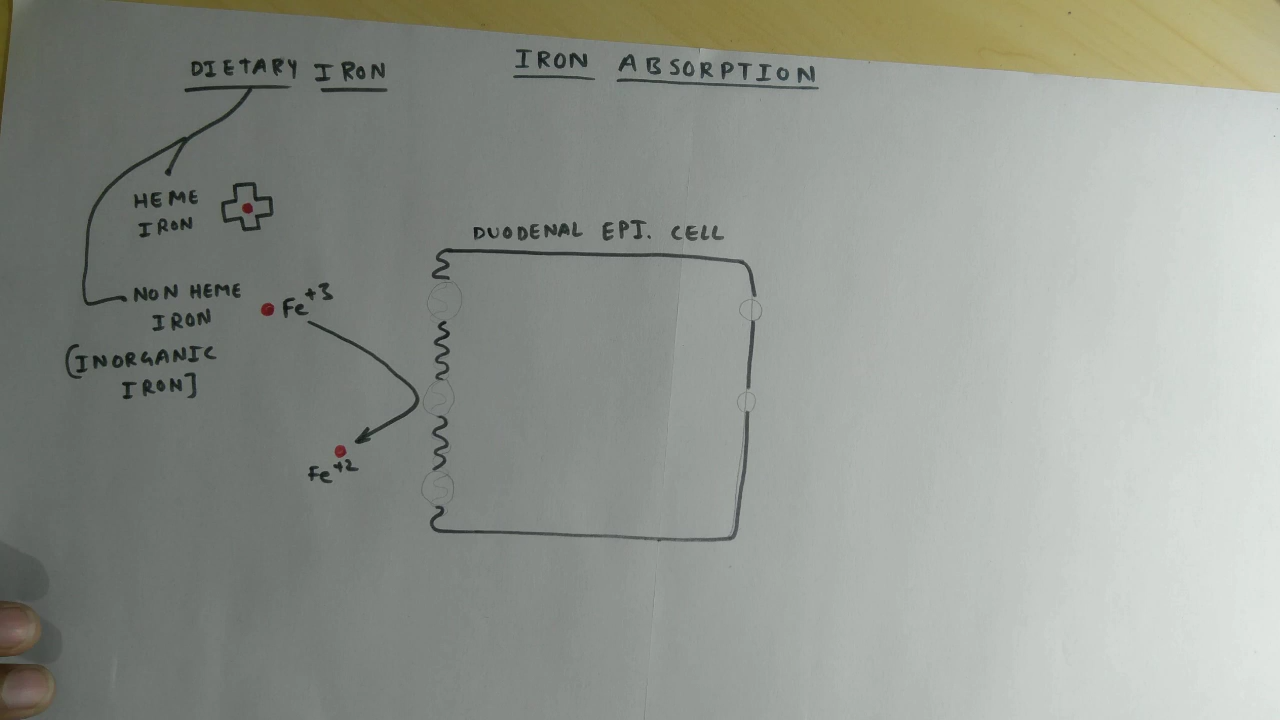 DIETARY IRON
IRON ABSORPTION
HEME
IRON
DUODENAL EPI. CELL
NON HEME
IRON
Fe+3
(INORGANIC
IRON]
Fe+2